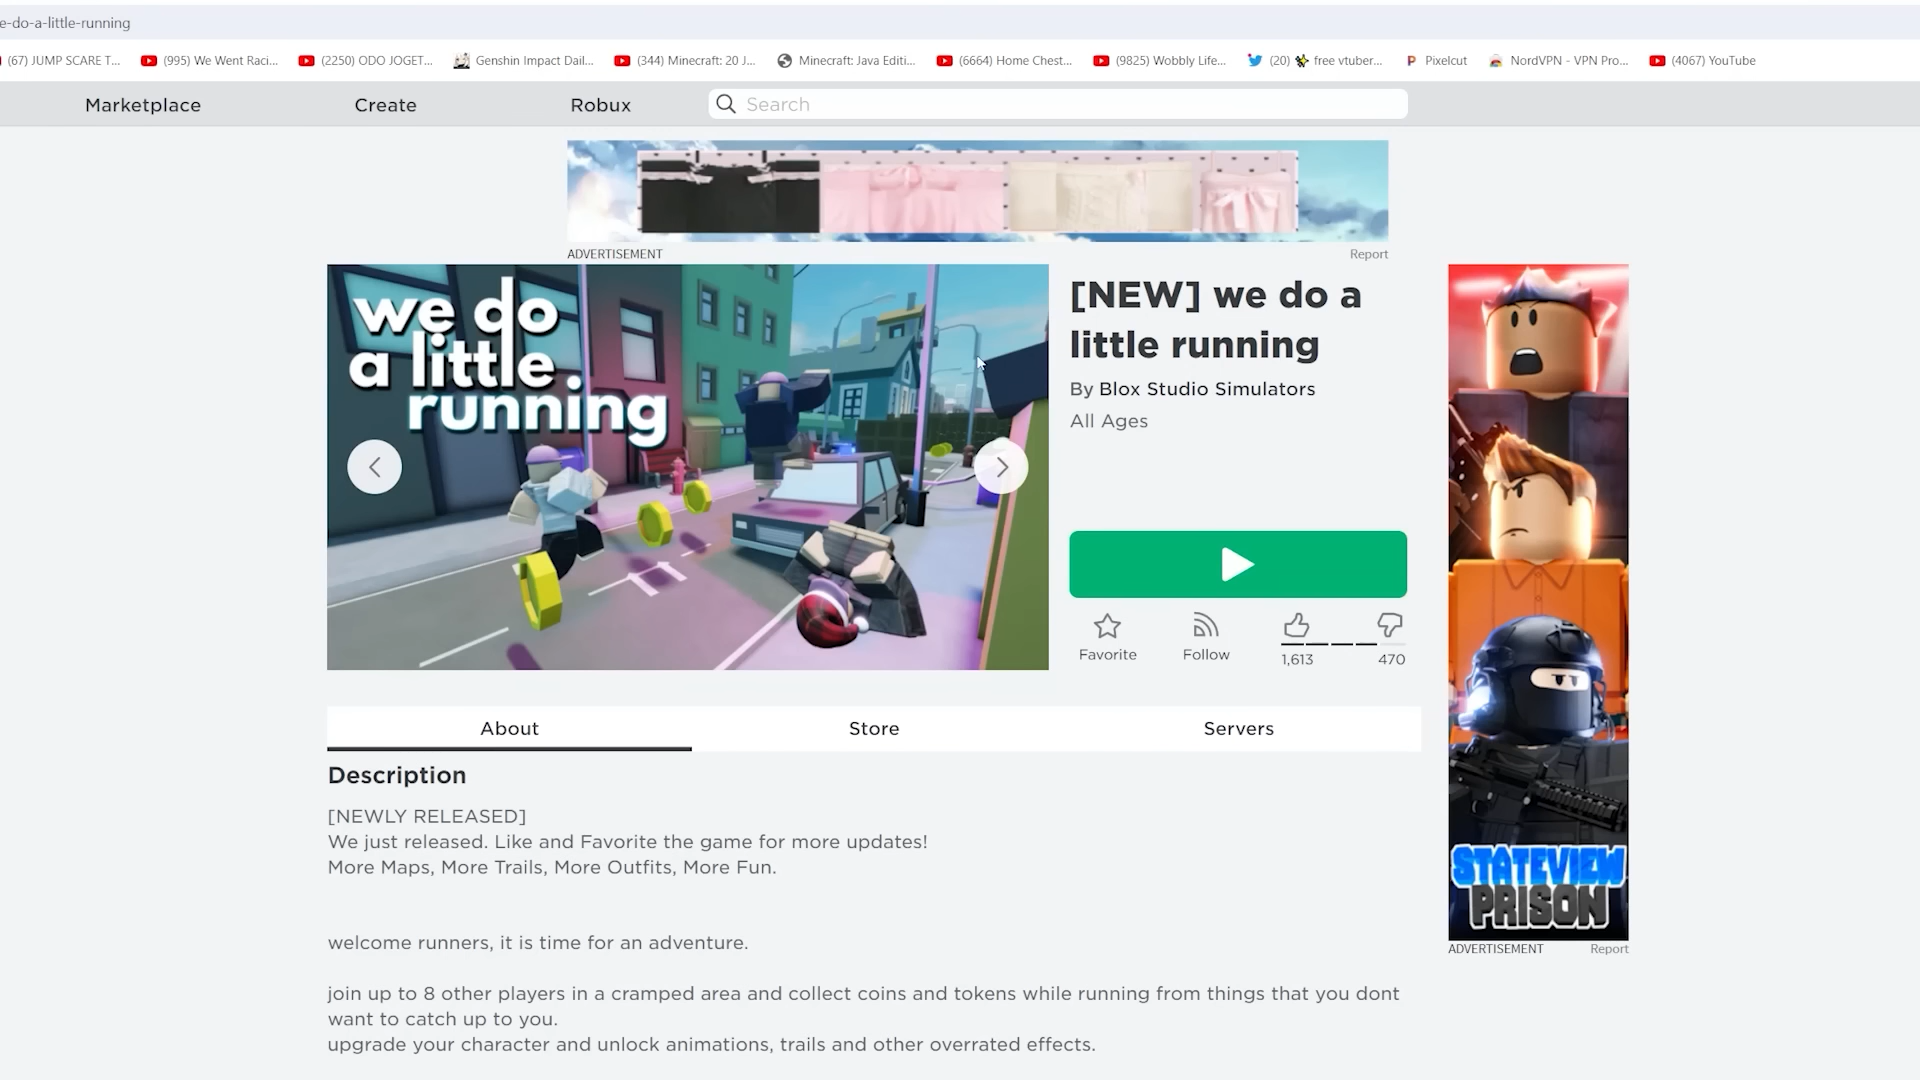 e-do-a-little-running
(67) JUMP SCARE T... (995) We Went Raci... (2250) ODO JOGET... Genshin Impact Dail... (344) Minecraft: 20 J... Minecraft: Java Editi... (6664) Home Chest... (9825) Wobbly Life... (20) free vtuber... Pixelcut NordVPN - VPN Pro... (4067) YouTube
Marketplace Create Robux Search
ADVERTISEMENT Report
we do
a little.
running
[NEW] we do a
little running
By Blox Studio Simulators
All Ages
Favorite Follow 1,613 470
About Store Servers
Description
[NEWLY RELEASED]
We just released. Like and Favorite the game for more updates!
More Maps, More Trails, More Outfits, More Fun.
welcome runners, it is time for an adventure.
join up to 8 other players in a cramped area and collect coins and tokens while running from things that you dont
want to catch up to you.
upgrade your character and unlock animations, trails and other overrated effects.
STATEVIEW
PRISON
ADVERTISEMENT Report